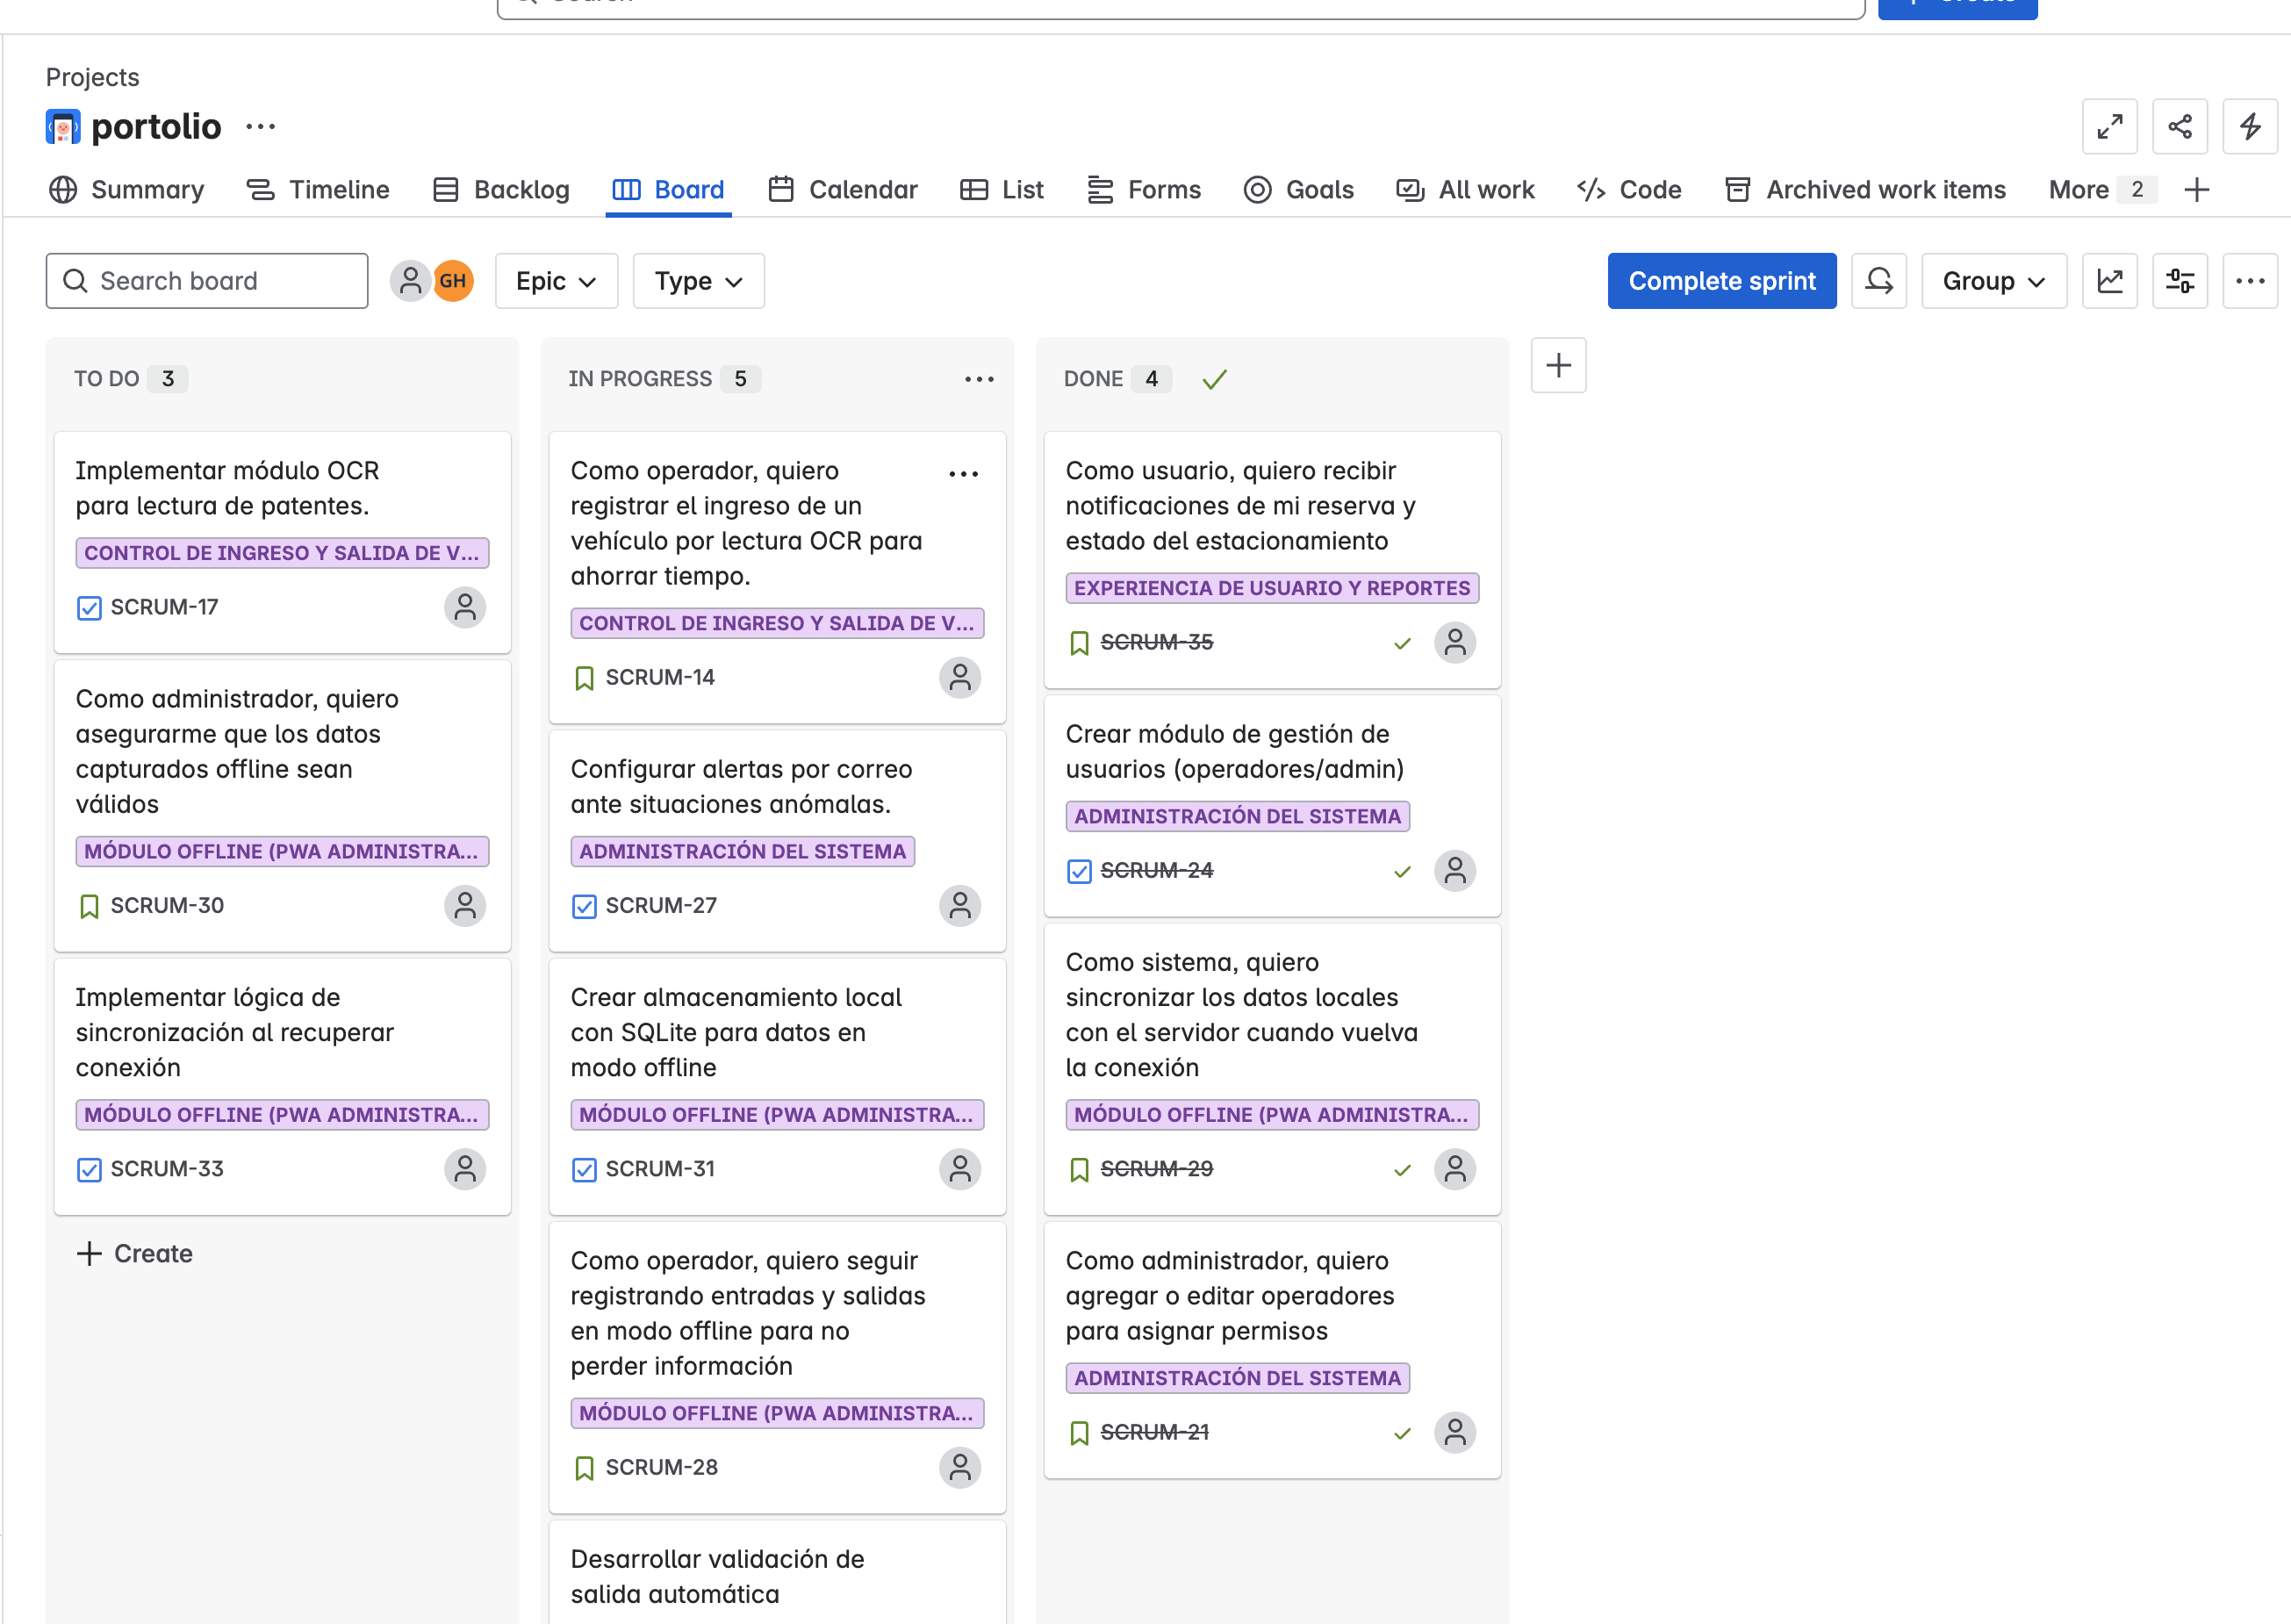 Search
Create
Projects
portolio
Summary
Timeline
Backlog
Board
Calendar
List
Forms
Goals
All work
Code
Archived work items
More 2
Search board
GH
Epic
Type
Complete sprint
Group
TO DO 3
Implementar módulo OCR
para lectura de patentes.
CONTROL DE INGRESO Y SALIDA DE V...
SCRUM-17
Como administrador, quiero
asegurarme que los datos
capturados offline sean
válidos
MÓDULO OFFLINE (PWA ADMINISTRA...
SCRUM-30
Implementar lógica de
sincronización al recuperar
conexión
MÓDULO OFFLINE (PWA ADMINISTRA...
SCRUM-33
Create
IN PROGRESS 5
Como operador, quiero
registrar el ingreso de un
vehículo por lectura OCR para
ahorrar tiempo.
CONTROL DE INGRESO Y SALIDA DE V...
SCRUM-14
Configurar alertas por correo
ante situaciones anómalas.
ADMINISTRACIÓN DEL SISTEMA
SCRUM-27
Crear almacenamiento local
con SQLite para datos en
modo offline
MÓDULO OFFLINE (PWA ADMINISTRA...
SCRUM-31
Como operador, quiero seguir
registrando entradas y salidas
en modo offline para no
perder información
MÓDULO OFFLINE (PWA ADMINISTRA...
SCRUM-28
Desarrollar validación de
salida automática
DONE 4
Como usuario, quiero recibir
notificaciones de mi reserva y
estado del estacionamiento
EXPERIENCIA DE USUARIO Y REPORTES
SCRUM-35
Crear módulo de gestión de
usuarios (operadores/admin)
ADMINISTRACIÓN DEL SISTEMA
SCRUM-24
Como sistema, quiero
sincronizar los datos locales
con el servidor cuando vuelva
la conexión
MÓDULO OFFLINE (PWA ADMINISTRA...
SCRUM-29
Como administrador, quiero
agregar o editar operadores
para asignar permisos
ADMINISTRACIÓN DEL SISTEMA
SCRUM-21